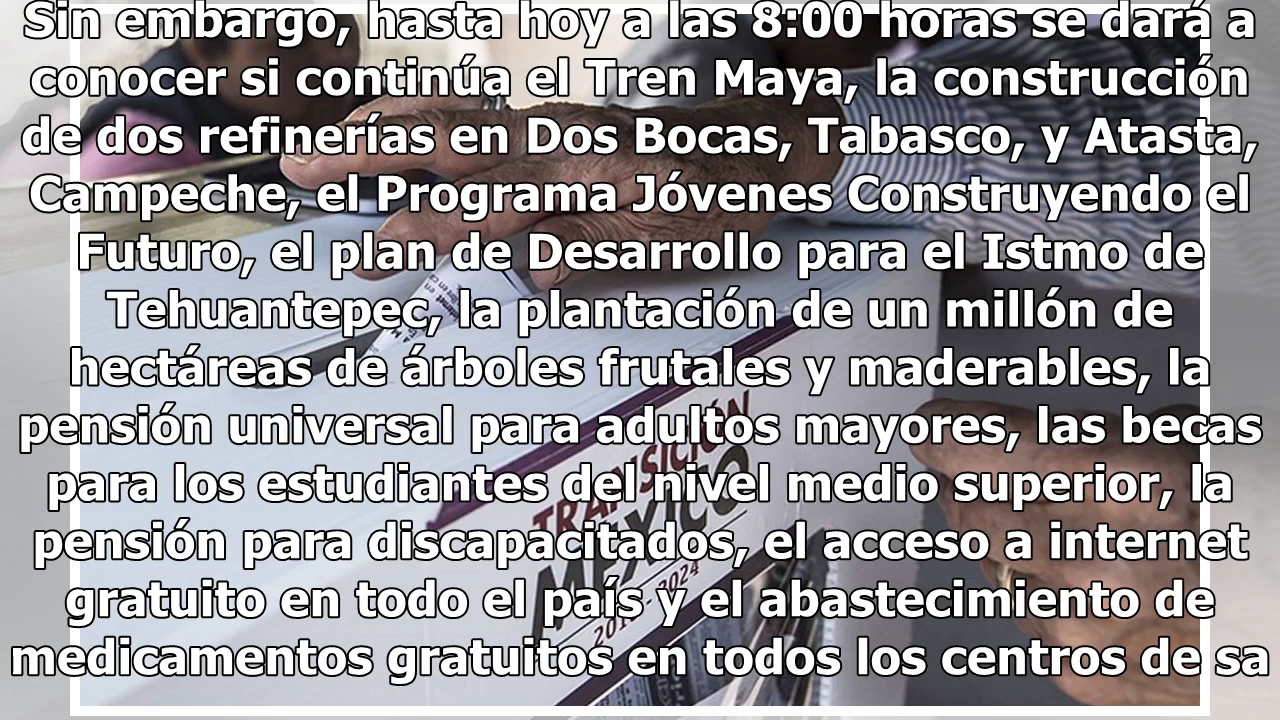 Sin embargo, hasta hoy a las 8:00 horas se dará a
conocer si continúa el Tren Maya, la construcción
de dos refinerías en Dos Bocas, Tabasco, y Atasta,
Campeche, el Programa Jóvenes Construyendo el
Futuro, el plan de Desarrollo para el Istmo de
Tehuantepec, la plantación de un millón de
hectáreas de árboles frutales y maderables, la
pensión universal para adultos mayores, las becas
para los estudiantes del nivel medio superior, la
pensión para discapacitados, el acceso a internet
gratuito en todo el país y el abastecimiento de
medicamentos gratuitos en todos los centros de sa
TRANSICIÓN
MÉXICO
2018 - 2024